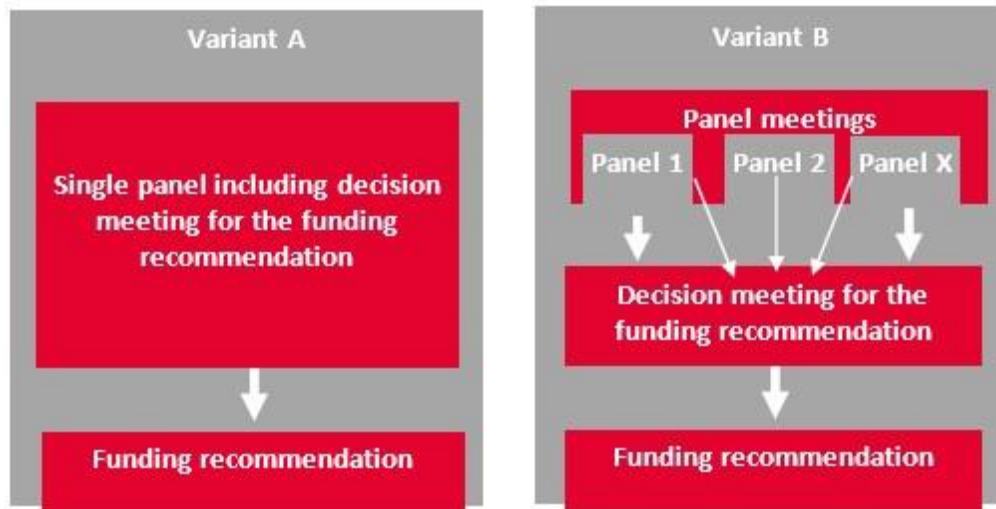 Variant A
Single panel including decision
meeting for the funding
recommendation
Funding recommendation
Variant B
Panel meetings
Panel 1
Panel 2
Panel X
Decision meeting for the
funding recommendation
Funding recommendation